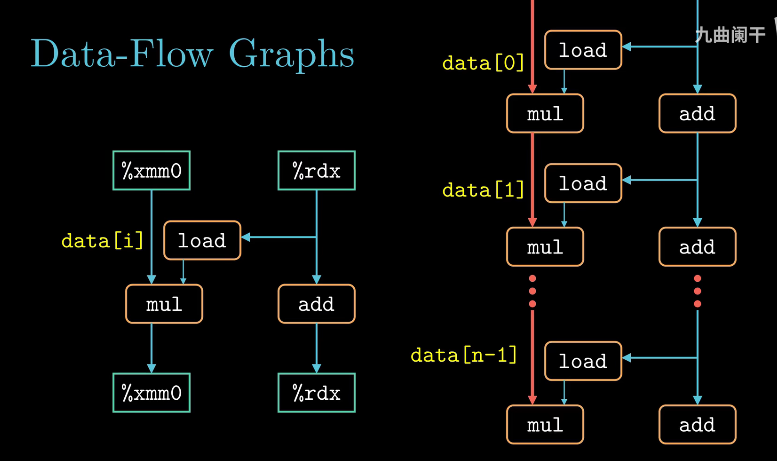 Data-Flow Graphs
%xmm0
%rdx
data[i]
load
mul
add
%xmm0
%rdx
九曲阑干
data[0]
load
mul
add
data[1]
load
mul
add
data[n-1]
load
mul
add